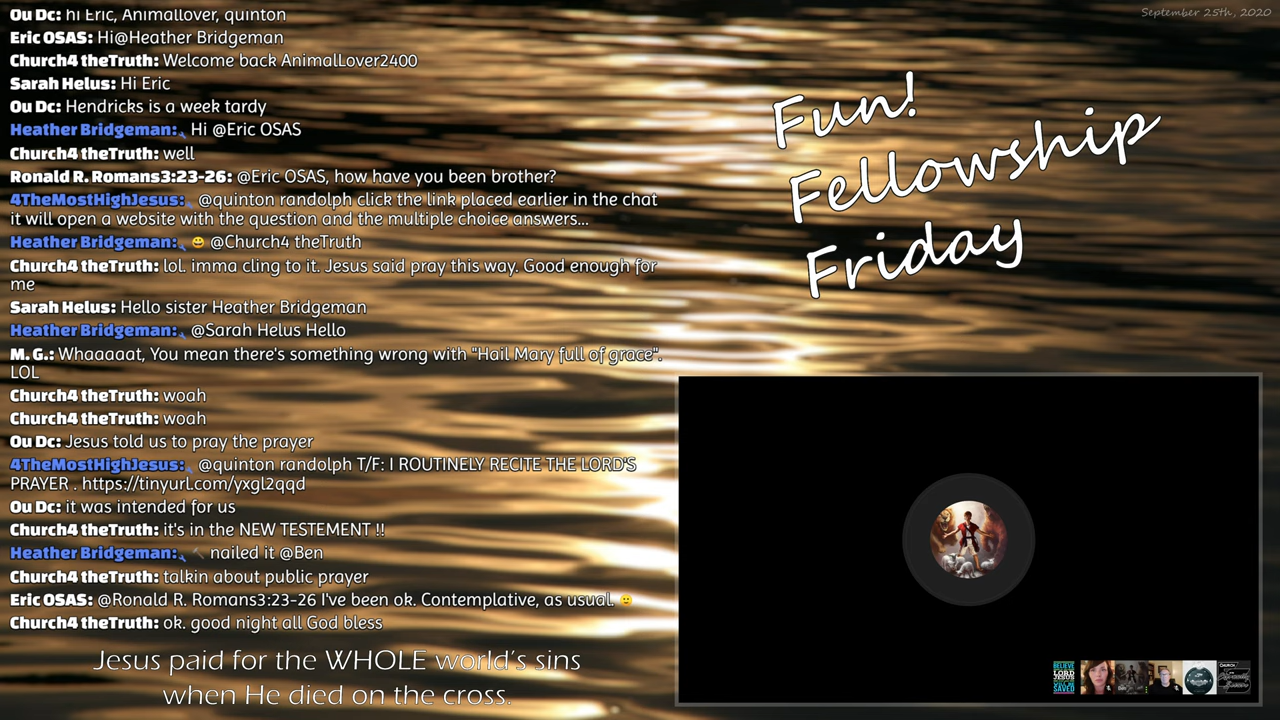 Ou Dc: hi Eric, Animallover, quinton
Eric OSAS: Hi@Heather Bridgeman
Church4 theTruth: Welcome back AnimalLover2400
Sarah Helus: Hi Eric
Ou Dc: Hendricks is a week tardy
Heather Bridgeman: Hi @Eric OSAS
Church4 theTruth: well
Ronald R. Romans3:23-26: @Eric OSAS, how have you been brother?
4TheMostHighJesus: @quinton randolph click the link placed earlier in the chat
it will open a website with the question and the multiple choice answers...
Heather Bridgeman: 😀 @Church4 theTruth
Church4 theTruth: lol. imma cling to it. Jesus said pray this way. Good enough for
me
Sarah Helus: Hello sister Heather Bridgeman
Heather Bridgeman: @Sarah Helus Hello
M. G.: Whaaaaat, You mean there's something wrong with "Hail Mary full of grace".
LOL
Church4 theTruth: woah
Church4 theTruth: woah
Ou Dc: Jesus told us to pray the prayer
4TheMostHighJesus: @quinton randolph T/F: I ROUTINELY RECITE THE LORD'S
PRAYER . https://tinyurl.com/yxgl2qqd
Ou Dc: it was intended for us
Church4 theTruth: it's in the NEW TESTEMENT !!
Heather Bridgeman: 🔨 nailed it @Ben
Church4 theTruth: talkin about public prayer
Eric OSAS: @Ronald R. Romans3:23-26 I've been ok. Contemplative, as usual. 🙂
Church4 theTruth: ok. good night all God bless
Jesus paid for the WHOLE world's sins
when He died on the cross.
September 25th, 2020
Fun!
Fellowship
Friday
BELIEVE
LORD
JESUS
SAVED